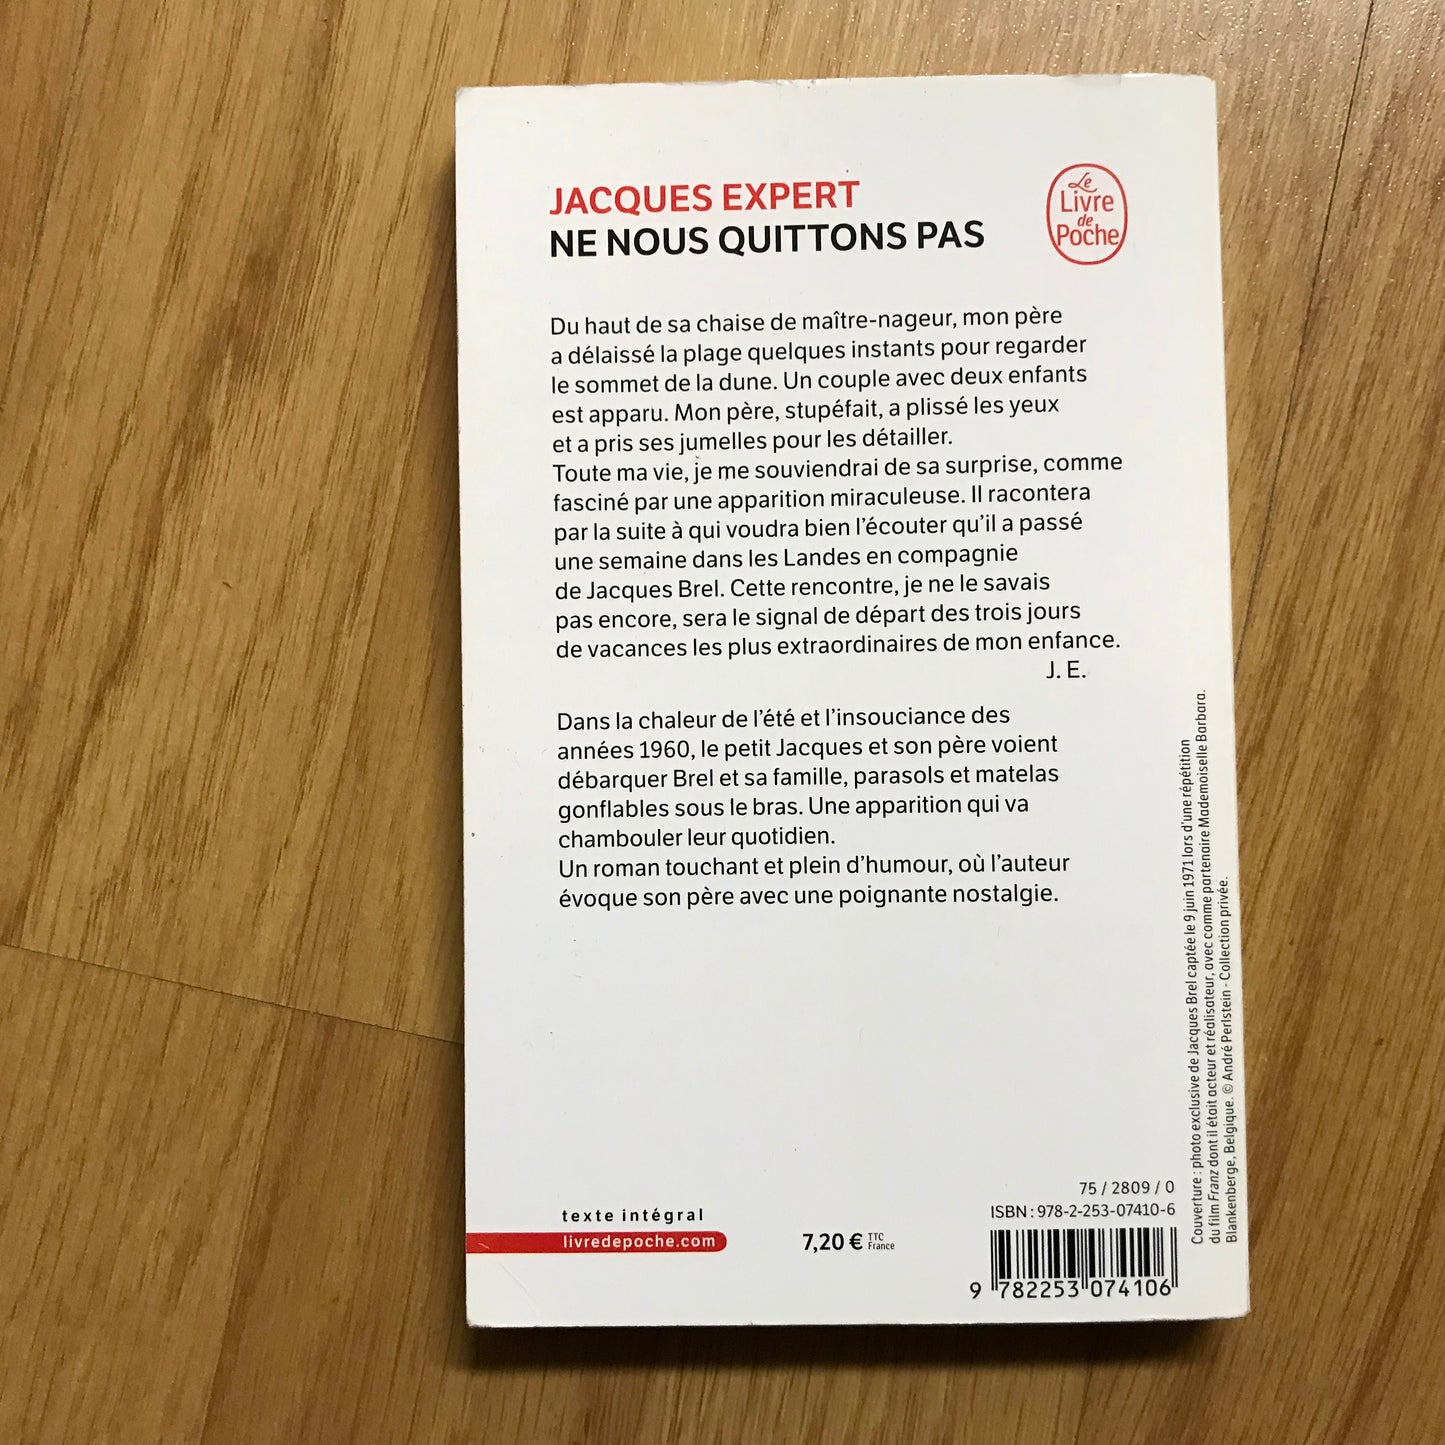 JACQUES EXPERT
NE NOUS QUITTONS PAS
Le
Livre
de
Poche
Du haut de sa chaise de maître-nageur, mon père
a délaissé la plage quelques instants pour regarder
le sommet de la dune. Un couple avec deux enfants
est apparu. Mon père, stupéfait, a plissé les yeux
et a pris ses jumelles pour les détailler.
Toute ma vie, je me souviendrai de sa surprise, comme
fasciné par une apparition miraculeuse. Il racontera
par la suite à qui voudra bien l'écouter qu'il a passé
une semaine dans les Landes en compagnie
de Jacques Brel. Cette rencontre, je ne le savais
pas encore, sera le signal de départ des trois jours
de vacances les plus extraordinaires de mon enfance.
J. E.
Dans la chaleur de l'été et l'insouciance des
années 1960, le petit Jacques et son père voient
débarquer Brel et sa famille, parasols et matelas
gonflables sous le bras. Une apparition qui va
chambouler leur quotidien.
Un roman touchant et plein d'humour, où l'auteur
évoque son père avec une poignante nostalgie.
Couverture : photo exclusive de Jacques Brel captée le 9 juin 1971 lors d'une répétition
du film Franz dont il était acteur et réalisateur, avec comme partenaire Mademoiselle Barbara.
Blankenberge, Belgique. © André Perlstein - Collection privée.
texte intégral
livredepoche.com
7,20 € TTC
France
75 / 2809 / 0
ISBN : 978-2-253-07410-6
9 782253 074106